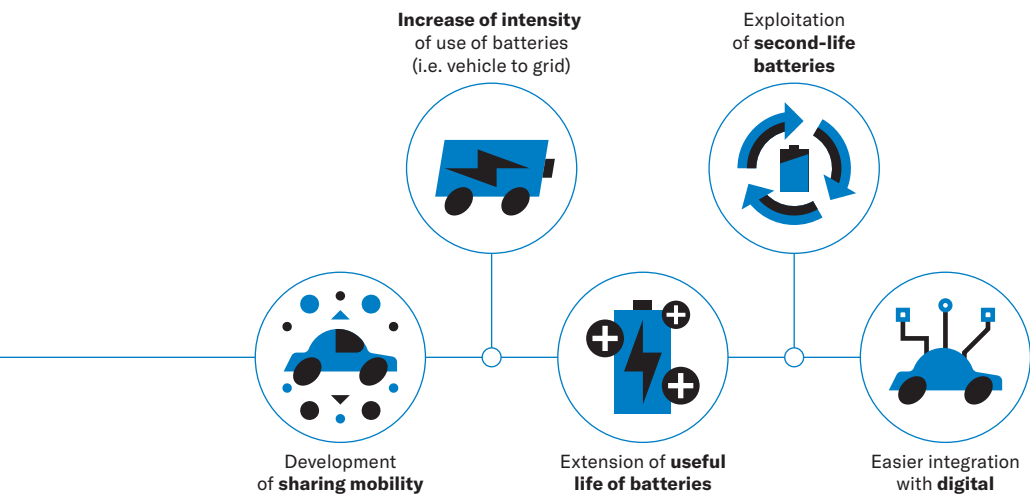 Increase of intensity
of use of batteries
(i.e. vehicle to grid)
Exploitation
of second-life
batteries
Development
of sharing mobility
Extension of useful
life of batteries
Easier integration
with digital